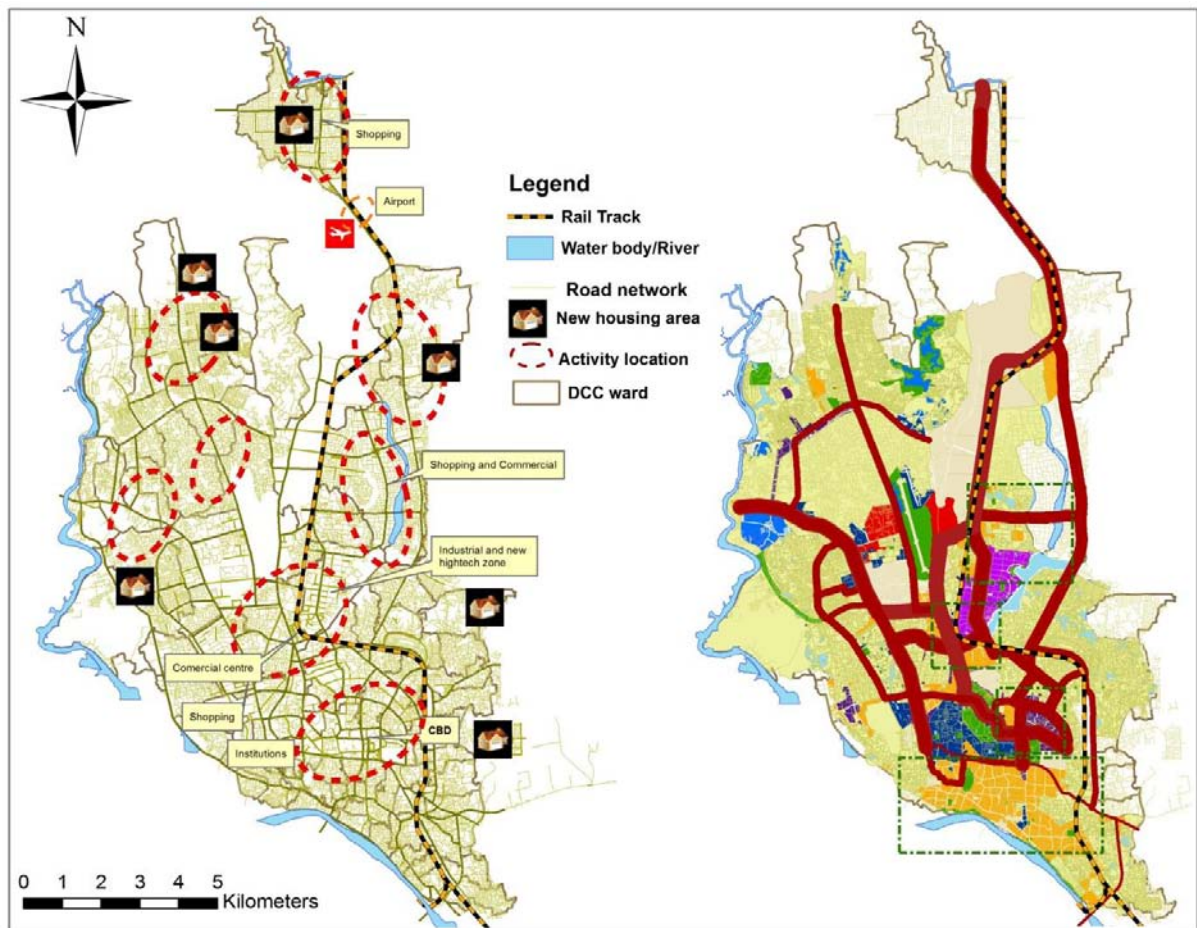 Shopping
Airport
Legend
Rail Track
Water body/River
Road network
New housing area
Activity location
DCC ward
Shopping and Commercial
Industrial and new
hightech zone
Comercial centre
Shopping
CBD
Institutions
0 1 2 3 4 5
Kilometers